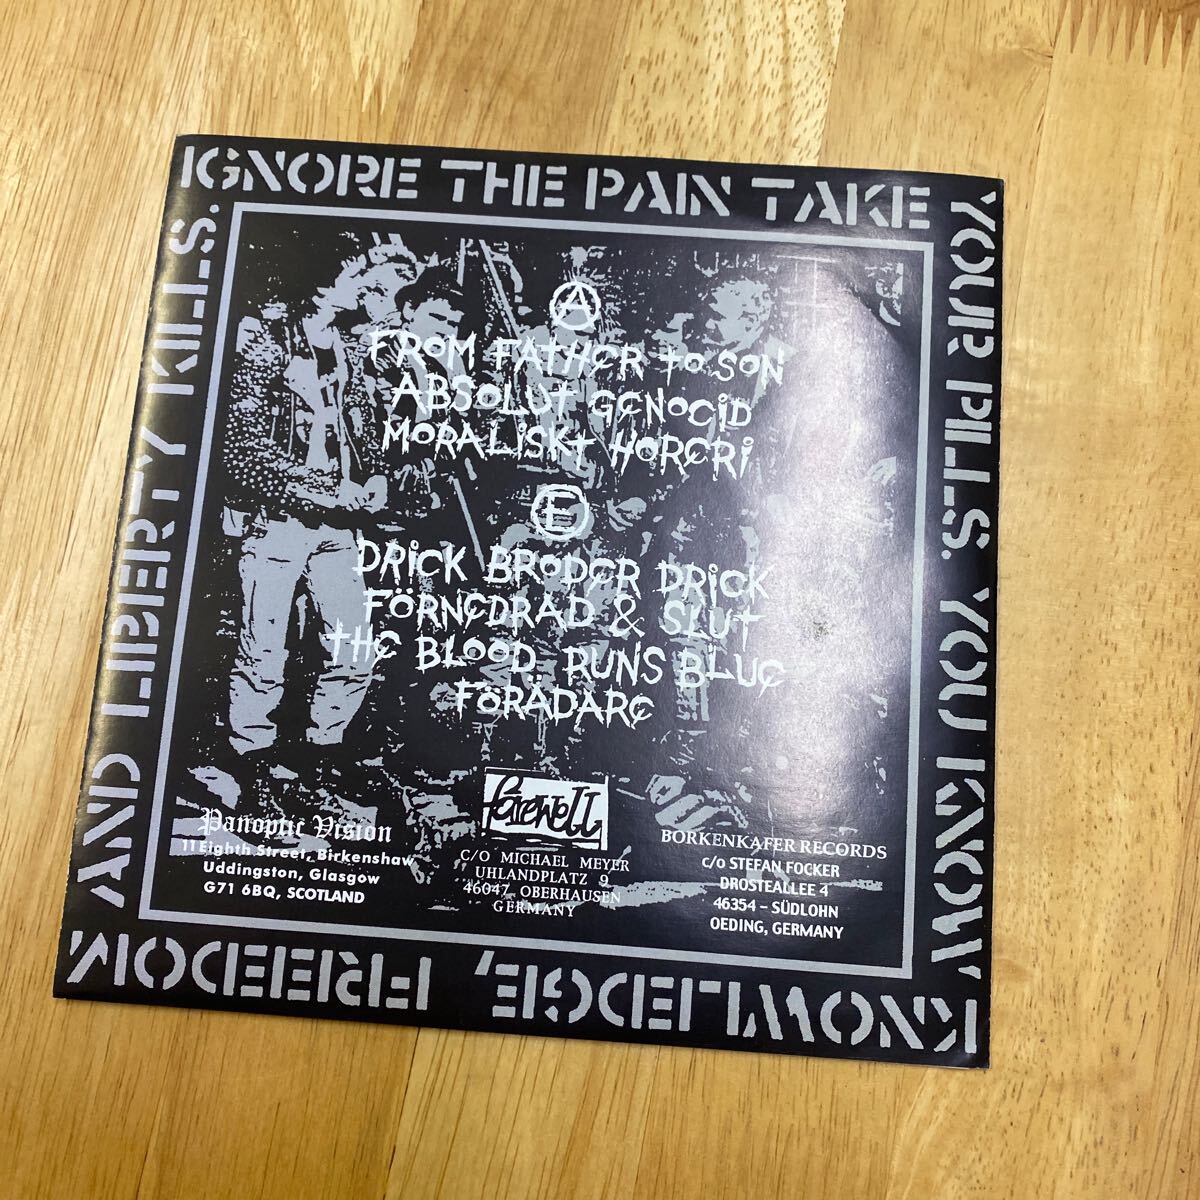 IGNORE THE PAIN TAKE
YOUR PILLS. YOU KNOW
KNOWLEDGE, FREEDOM
AND LIBERTY KILLS.
A
FROM FATHER TO SON
ABSOLUT GENOCID
MORALISKT HORERI
E
DRICK BRODER DRICK
FÖRNEDRAD & SLUT
THE BLOOD RUNS BLUE
FÖRÄDARE
Panoptic Vision
11 Eighth Street, Birkenshaw,
Uddingston, Glasgow
G71 6BQ, SCOTLAND
farewell
C/O MICHAEL MEYER
UHLANDPLATZ 9
46047 OBERHAUSEN
GERMANY
BORKENKAFER RECORDS
C/O STEFAN FOCKER
DROSTEALLEE 4
46354 - SÜDLOHN
OEDING, GERMANY